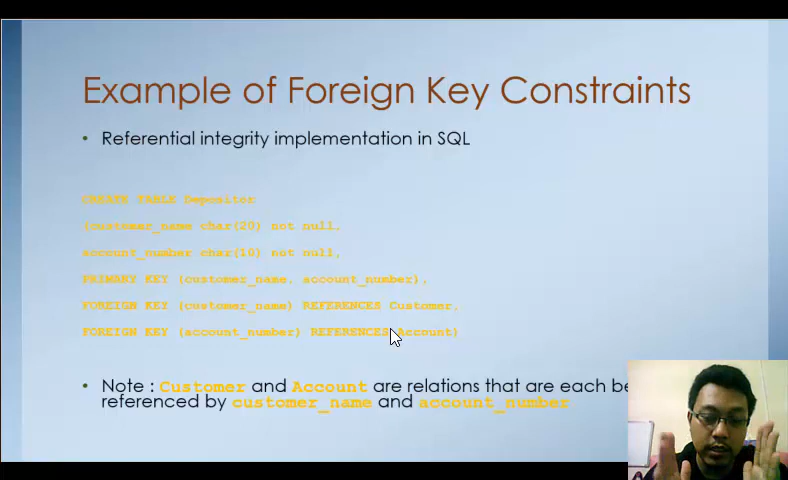 Example of Foreign Key Constraints
• Referential integrity implementation in SQL
CREATE TABLE Depositor
(customer_name char(20) not null,
account_number char(10) not null,
PRIMARY KEY (customer_name, account_number),
FOREIGN KEY (customer_name) REFERENCES Customer,
FOREIGN KEY (account_number) REFERENCES Account)
• Note : Customer and Account are relations that are each be
referenced by customer_name and account_number